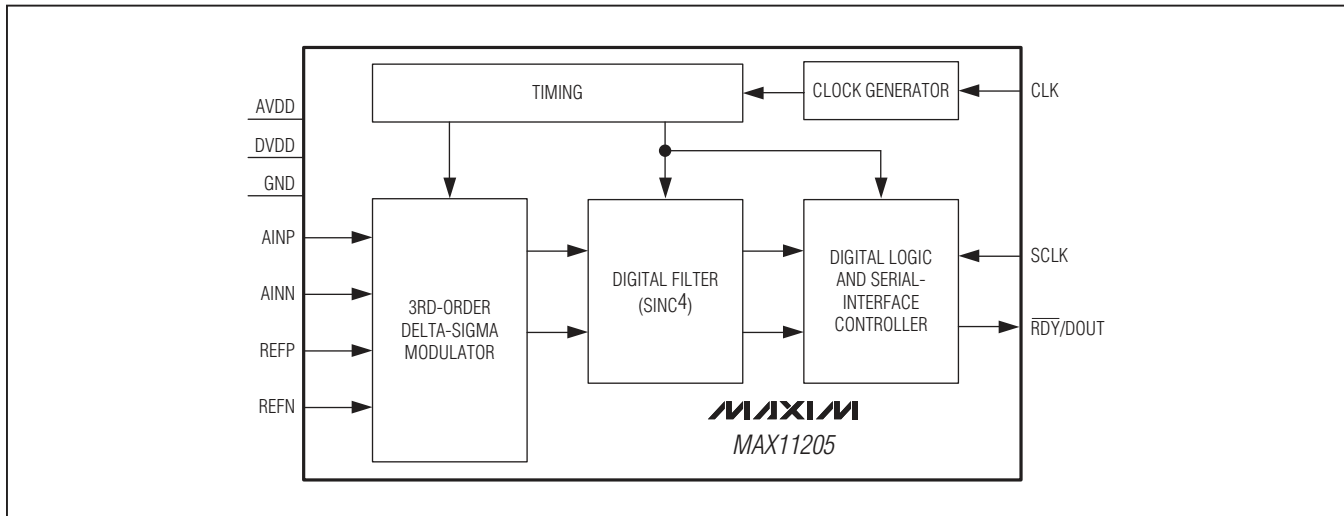 TIMING
CLOCK GENERATOR
CLK
AVDD
DVDD
GND
AINP
AINN
REFP
REFN
3RD-ORDER
DELTA-SIGMA
MODULATOR
DIGITAL FILTER
(SINC4)
DIGITAL LOGIC
AND SERIAL-
INTERFACE
CONTROLLER
SCLK
RDY/DOUT
MAXIM
MAX11205